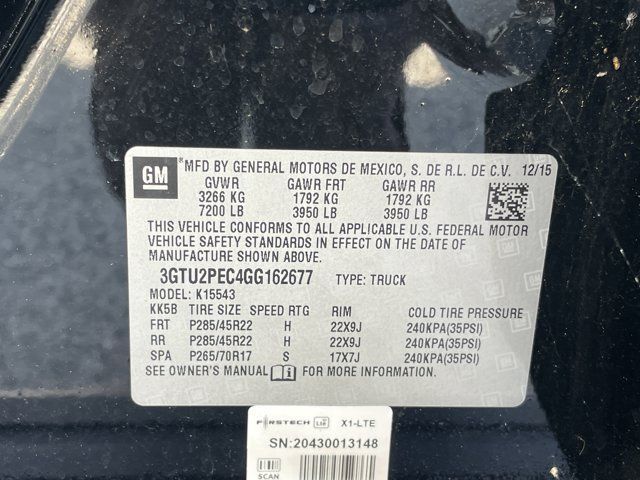 GM *MFD BY GENERAL MOTORS DE MEXICO, S. DE R.L. DE C.V. 12/15
GVWR GAWR FRT GAWR RR
3266 KG 1792 KG 1792 KG
7200 LB 3950 LB 3950 LB
THIS VEHICLE CONFORMS TO ALL APPLICABLE U.S. FEDERAL MOTOR
VEHICLE SAFETY STANDARDS IN EFFECT ON THE DATE OF
MANUFACTURE SHOWN ABOVE.
3GTU2PEC4GG162677 TYPE: TRUCK
MODEL: K15543
KK5B TIRE SIZE SPEED RTG RIM COLD TIRE PRESSURE
FRT P285/45R22 H 22X9J 240KPA(35PSI)
RR P285/45R22 H 22X9J 240KPA(35PSI)
SPA P265/70R17 S 17X7J 240KPA(35PSI)
SEE OWNER'S MANUAL i FOR MORE INFORMATION.
FIRSTECH LTE X1-LTE
SN:20430013148
SCAN